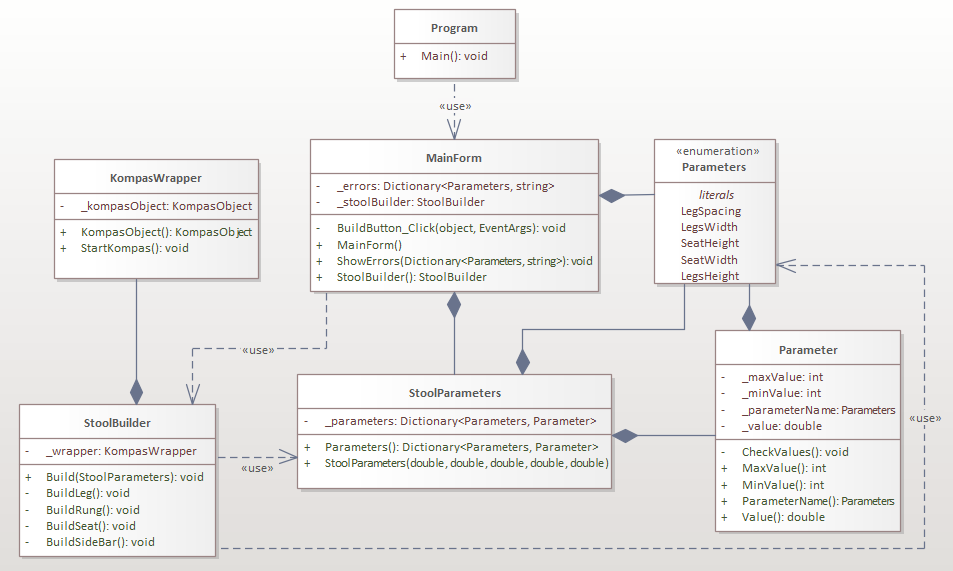 Program
+ Main(): void
«use»
KompasWrapper
- _kompasObject: KompasObject
+ KompasObject(): KompasObject
+ StartKompas(): void
MainForm
- _errors: Dictionary<Parameters, string>
- _stoolBuilder: StoolBuilder
- BuildButton_Click(object, EventArgs): void
+ MainForm()
+ ShowErrors(Dictionary<Parameters, string>): void
+ StoolBuilder(): StoolBuilder
«enumeration»
Parameters
literals
LegSpacing
LegsWidth
SeatHeight
SeatWidth
LegsHeight
«use»
StoolBuilder
- _wrapper: KompasWrapper
+ Build(StoolParameters): void
- BuildLeg(): void
- BuildRung(): void
- BuildSeat(): void
- BuildSideBar(): void
«use»
StoolParameters
- _parameters: Dictionary<Parameters, Parameter>
+ Parameters(): Dictionary<Parameters, Parameter>
+ StoolParameters(double, double, double, double, double)
Parameter
- _maxValue: int
- _minValue: int
- _parameterName: Parameters
- _value: double
- CheckValues(): void
+ MaxValue(): int
+ MinValue(): int
+ ParameterName(): Parameters
+ Value(): double
«use»